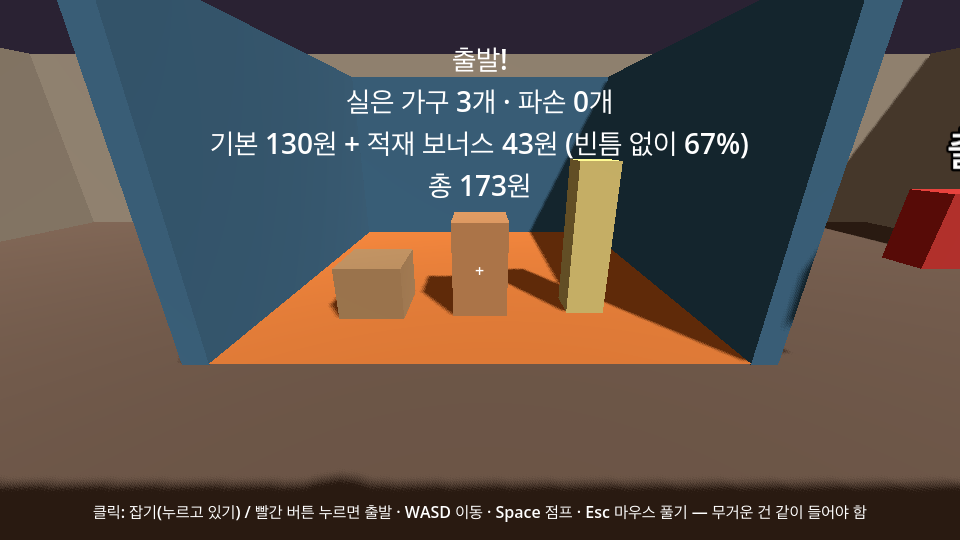 출발!
실은 가구 3개 · 파손 0개
기본 130원 + 적재 보너스 43원 (빈틈 없이 67%)
총 173원
클릭: 잡기(누르고 있기) / 빨간 버튼 누르면 출발 · WASD 이동 · Space 점프 · Esc 마우스 풀기 — 무거운 건 같이 들어야 함